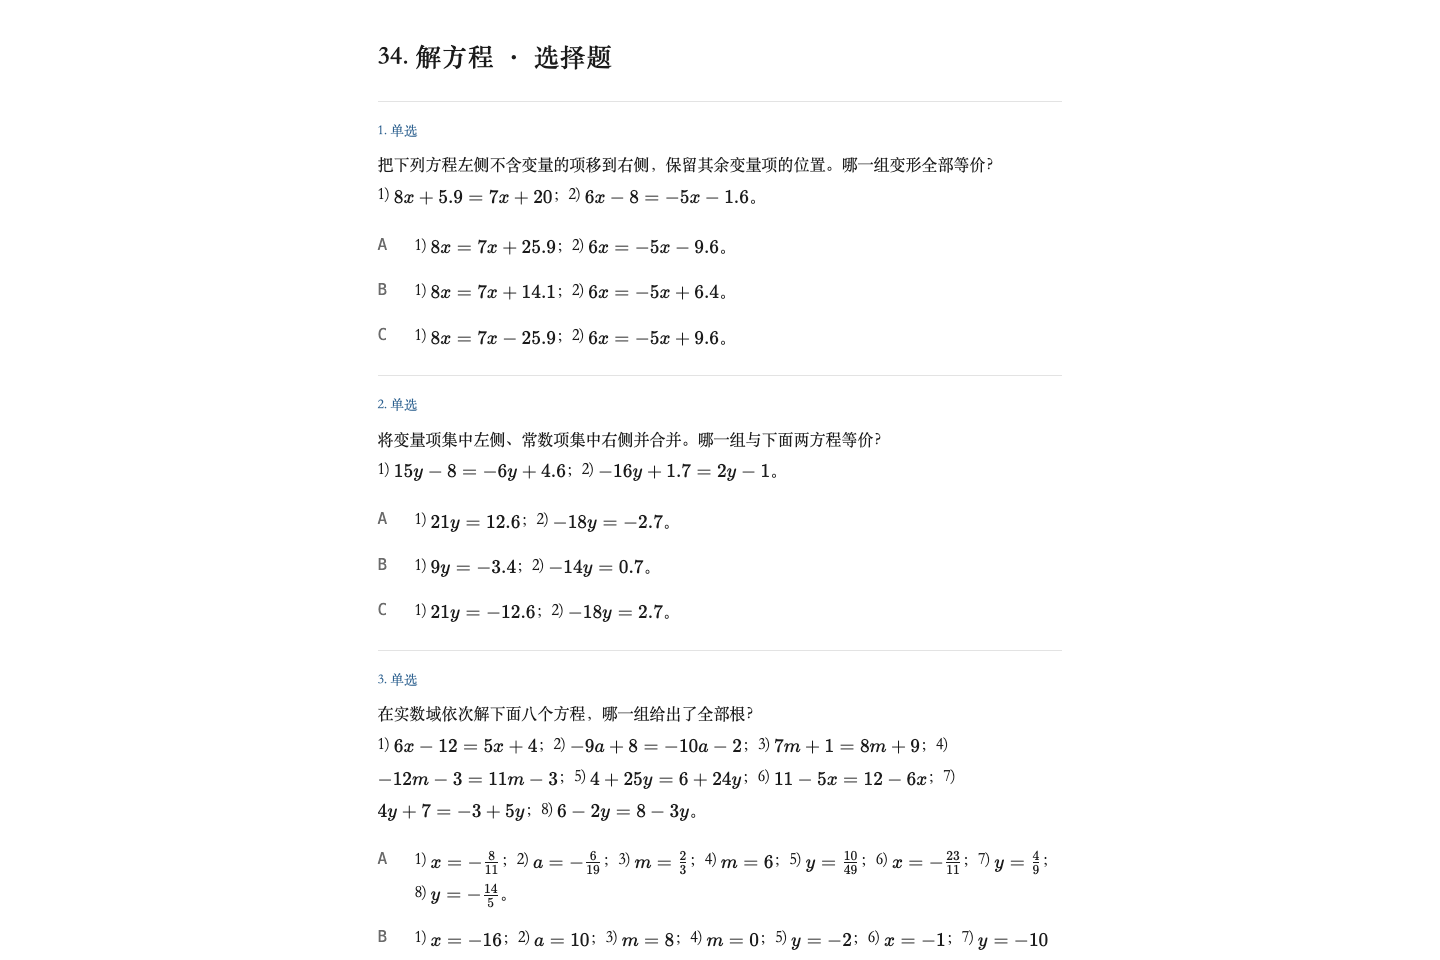 34. 解方程 · 选择题
1. 单选
把下列方程左侧不含变量的项移到右侧，保留其余变量项的位置。哪一组变形全部等价?
1) 8x + 5.9 = 7x + 20；2) 6x − 8 = −5x − 1.6。
A 1) 8x = 7x + 25.9；2) 6x = −5x − 9.6。
B 1) 8x = 7x + 14.1；2) 6x = −5x + 6.4。
C 1) 8x = 7x − 25.9；2) 6x = −5x + 9.6。
2. 单选
将变量项集中左侧、常数项集中右侧并合并。哪一组与下面两方程等价?
1) 15y − 8 = −6y + 4.6；2) −16y + 1.7 = 2y − 1。
A 1) 21y = 12.6；2) −18y = −2.7。
B 1) 9y = −3.4；2) −14y = 0.7。
C 1) 21y = −12.6；2) −18y = 2.7。
3. 单选
在实数域依次解下面八个方程，哪一组给出了全部根?
1) 6x − 12 = 5x + 4；2) −9a + 8 = −10a − 2；3) 7m + 1 = 8m + 9；4)
−12m − 3 = 11m − 3；5) 4 + 25y = 6 + 24y；6) 11 − 5x = 12 − 6x；7)
4y + 7 = −3 + 5y；8) 6 − 2y = 8 − 3y。
A 1) x = −8/11；2) a = −6/19；3) m = 2/3；4) m = 6；5) y = 10/49；6) x = −23/11；7) y = 4/9；
8) y = −14/5。
B 1) x = −16；2) a = 10；3) m = 8；4) m = 0；5) y = −2；6) x = −1；7) y = −10